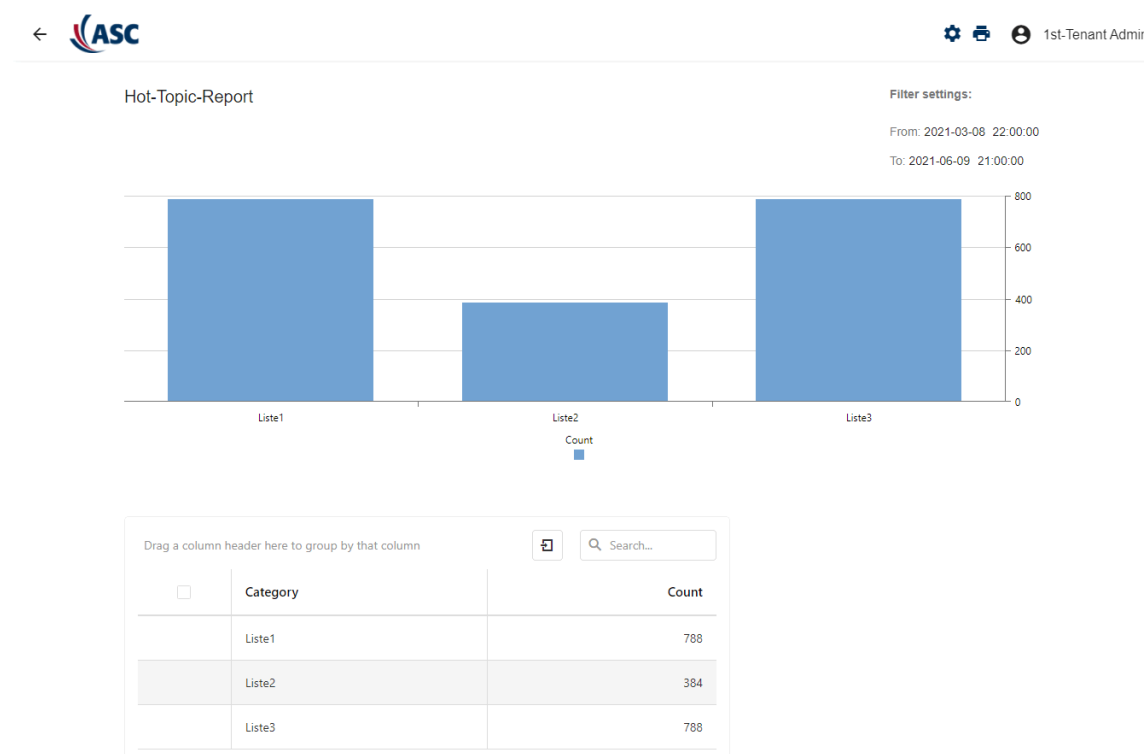 ASC
1st-Tenant Admin
Hot-Topic-Report
Filter settings:
From: 2021-03-08 22:00:00
To: 2021-06-09 21:00:00
800
600
400
200
0
Liste1 Liste2 Liste3
Count
Drag a column header here to group by that column
Search...
Category Count
Liste1 788
Liste2 384
Liste3 788